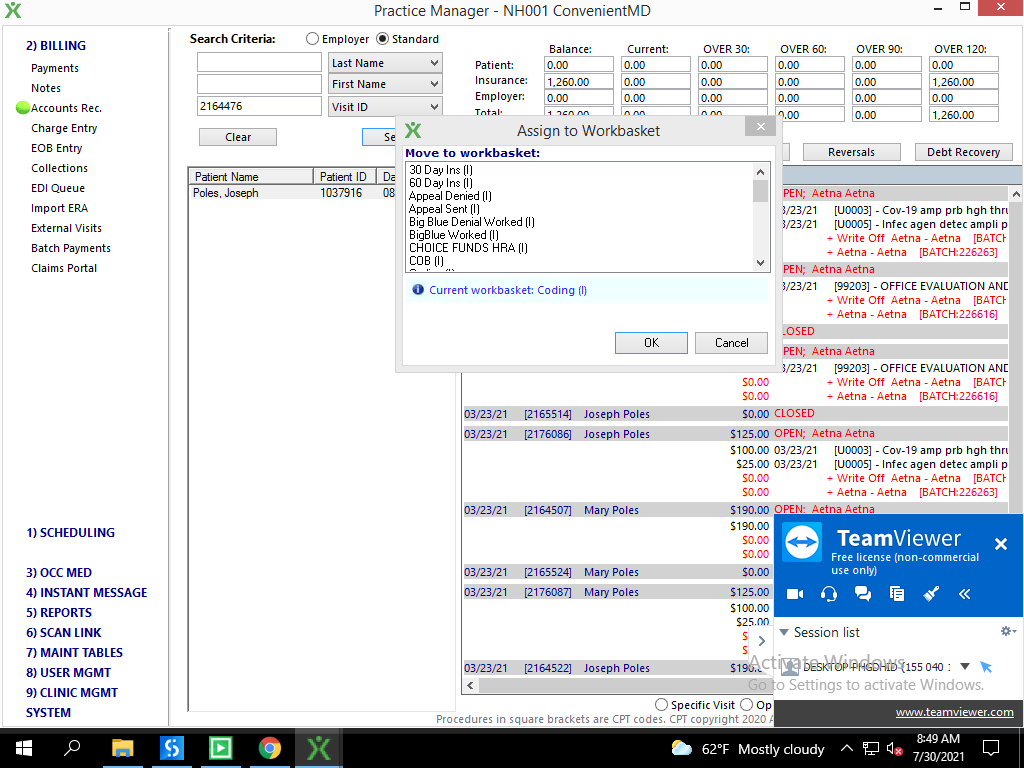 Practice Manager - NH001 ConvenientMD
2) BILLING
Payments
Notes
Accounts Rec.
Charge Entry
EOB Entry
Collections
EDI Queue
Import ERA
External Visits
Batch Payments
Claims Portal
1) SCHEDULING
3) OCC MED
4) INSTANT MESSAGE
5) REPORTS
6) SCAN LINK
7) MAINT TABLES
8) USER MGMT
9) CLINIC MGMT
SYSTEM
Search Criteria: Employer Standard
Last Name
First Name
2164476 Visit ID
Clear Se
Balance: Current: OVER 30: OVER 60: OVER 90: OVER 120:
Patient: 0.00 0.00 0.00 0.00 0.00 0.00
Insurance: 1,260.00 0.00 0.00 0.00 0.00 1,260.00
Employer: 0.00 0.00 0.00 0.00 0.00 0.00
Total: 1,260.00 0.00 0.00 0.00 0.00 1,260.00
Reversals Debt Recovery
Patient Name Patient ID Da
Poles, Joseph 1037916 08
Assign to Workbasket
Move to workbasket:
30 Day Ins (I)
60 Day Ins (I)
Appeal Denied (I)
Appeal Sent (I)
Big Blue Denial Worked (I)
BigBlue Worked (I)
CHOICE FUNDS HRA (I)
COB (I)
Current workbasket: Coding (I)
OK Cancel
PEN; Aetna Aetna
3/23/21 [U0003] - Cov-19 amp prb hgh thru
3/23/21 [U0005] - Infec agen detec ampli p
+ Write Off Aetna - Aetna [BATCH
+ Aetna - Aetna [BATCH:226263]
PEN; Aetna Aetna
3/23/21 [99203] - OFFICE EVALUATION AND
+ Write Off Aetna - Aetna [BATCH
+ Aetna - Aetna [BATCH:226616]
LOSED
PEN; Aetna Aetna
3/23/21 [99203] - OFFICE EVALUATION AND
$0.00 + Write Off Aetna - Aetna [BATCH
$0.00 + Aetna - Aetna [BATCH:226616]
03/23/21 [2165514] Joseph Poles $0.00 CLOSED
03/23/21 [2176086] Joseph Poles $125.00 OPEN; Aetna Aetna
$100.00 03/23/21 [U0003] - Cov-19 amp prb hgh thru
$25.00 03/23/21 [U0005] - Infec agen detec ampli p
$0.00 + Write Off Aetna - Aetna [BATCH
$0.00 + Aetna - Aetna [BATCH:226263]
03/23/21 [2164507] Mary Poles $190.00 OPEN; Aetna Aetna
$190.00
$0.00
$0.00
03/23/21 [2165524] Mary Poles $0.00
03/23/21 [2176087] Mary Poles $125.00
$100.00
$25.00
$
$
03/23/21 [2164522] Joseph Poles $190.
Specific Visit Op
Procedures in square brackets are CPT codes. CPT copyright 2020 A
TeamViewer
Free license (non-commercial
use only)
Session list
DESKTOP-FHGDHLD (155 040
www.teamviewer.com
Activate Windows
Go to Settings to activate Windows.
62°F Mostly cloudy
8:49 AM
7/30/2021